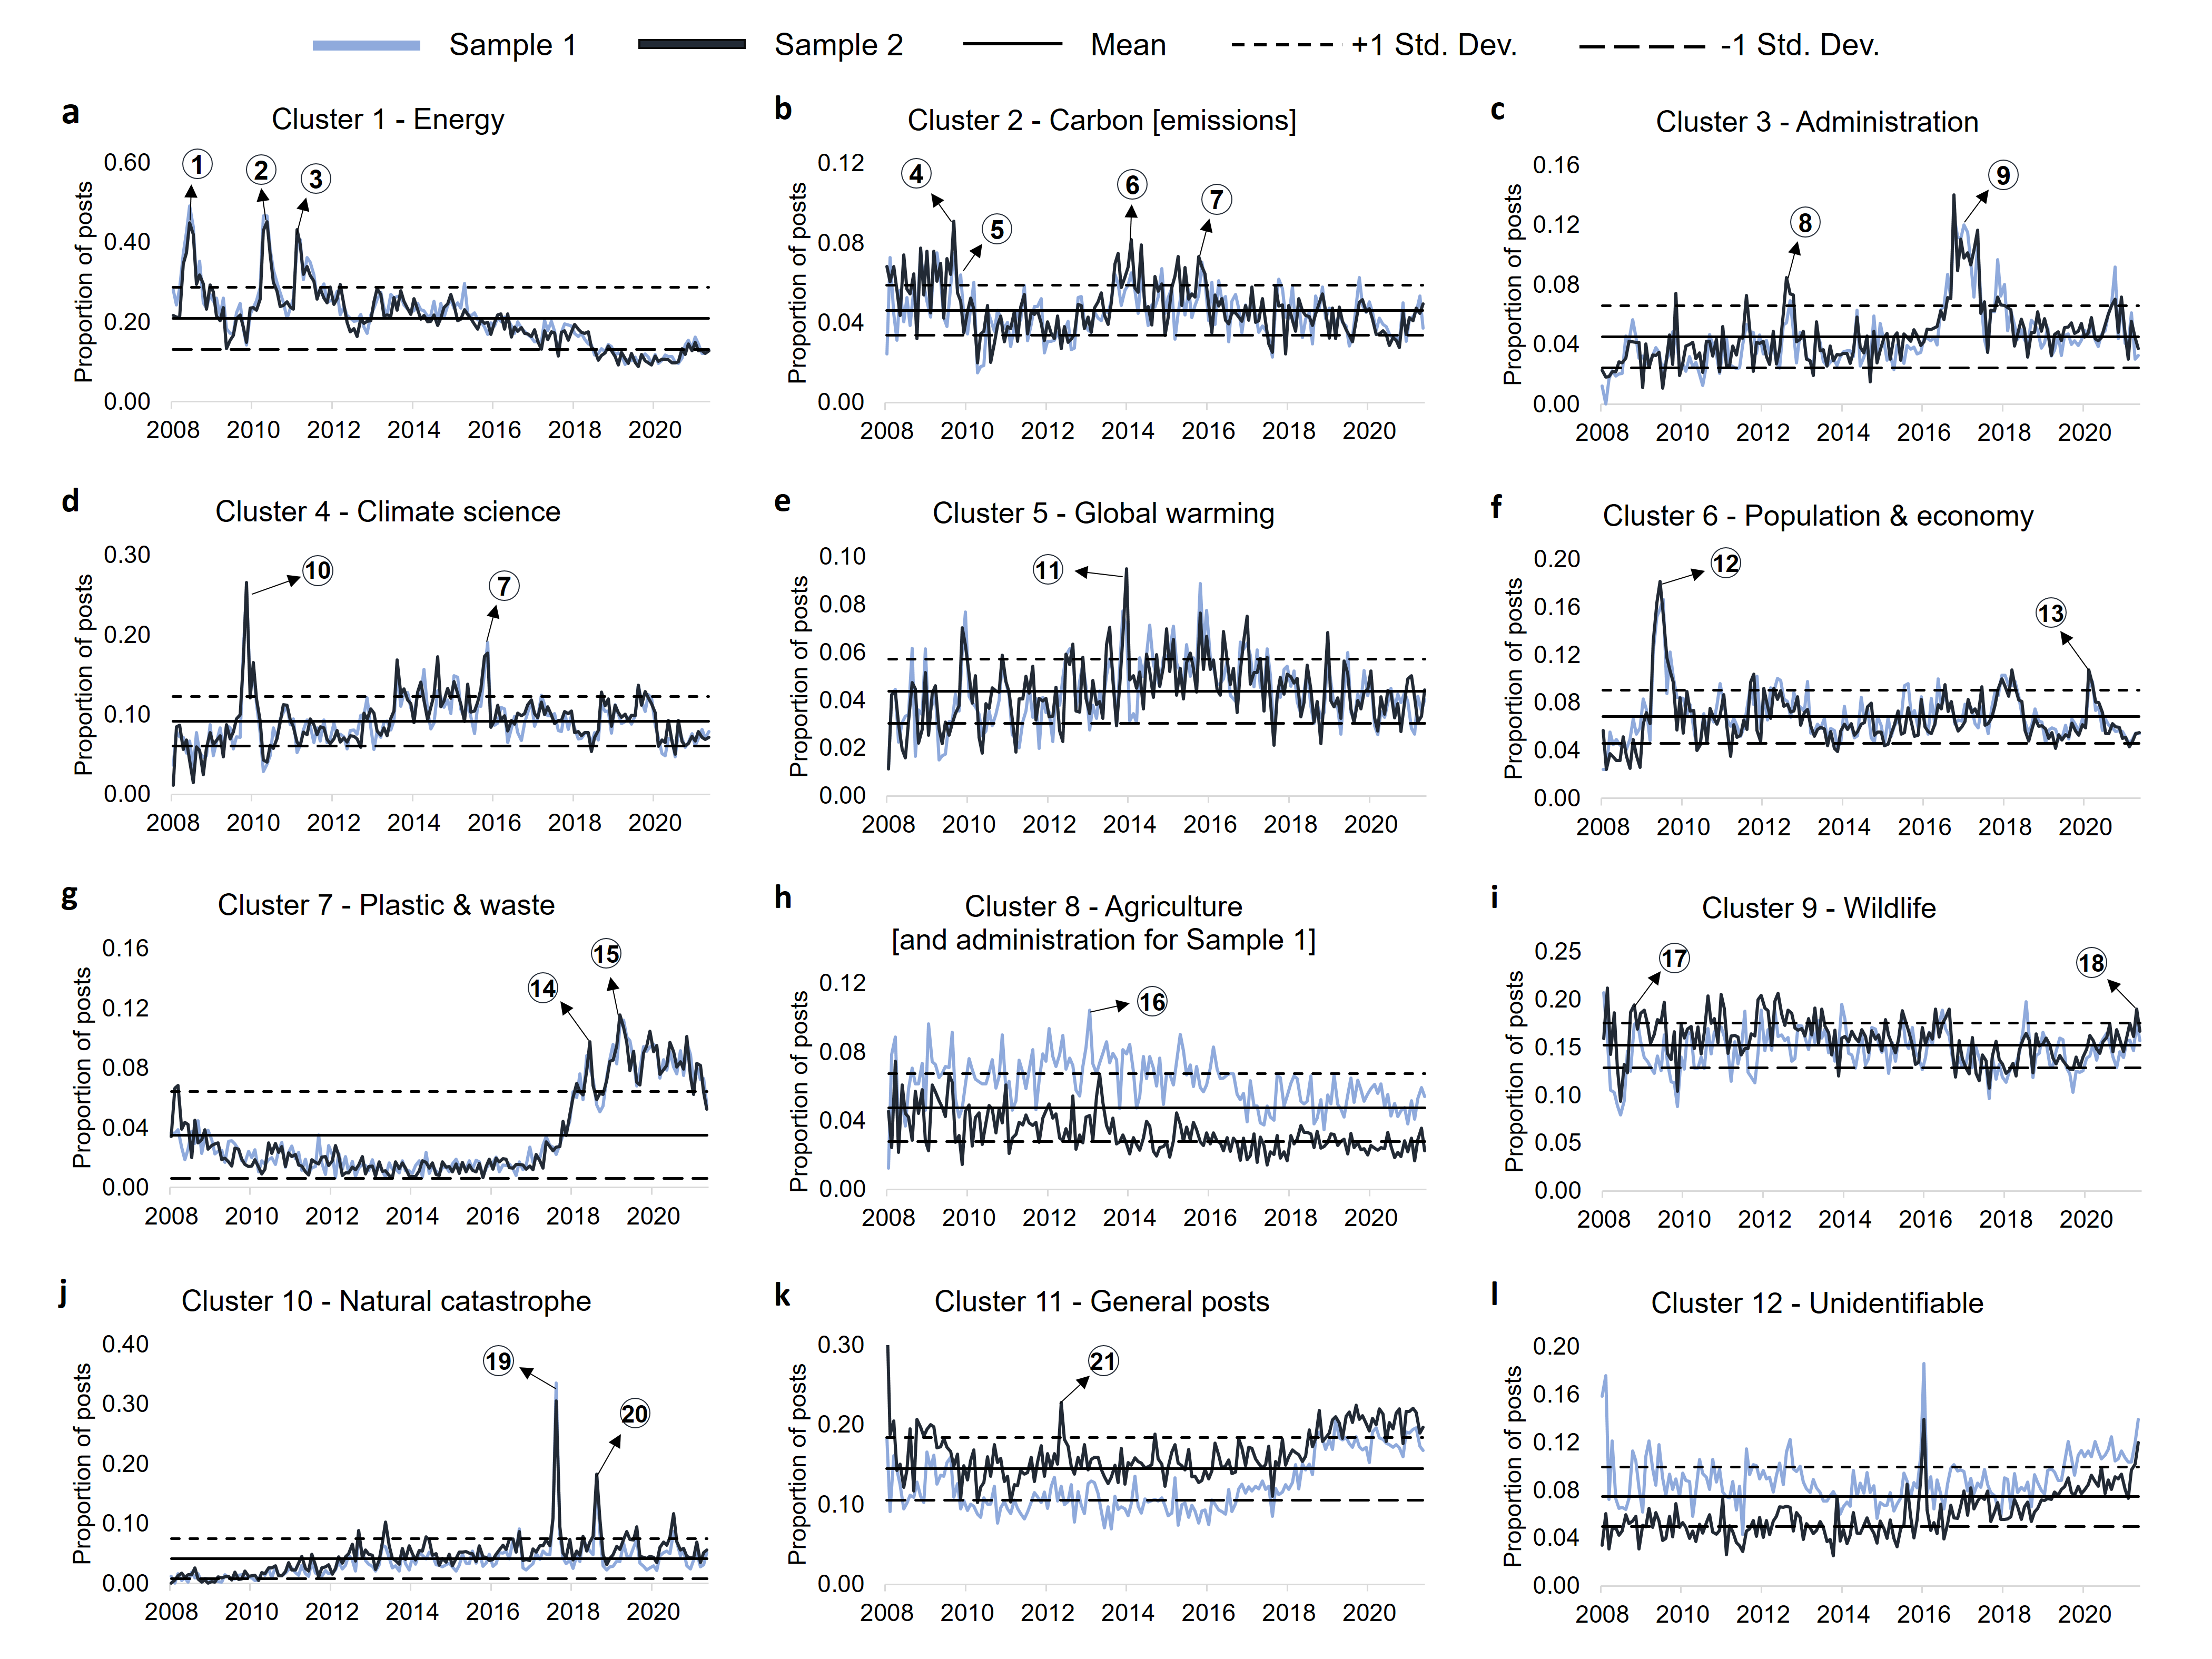 Sample 1 Sample 2 Mean +1 Std. Dev. -1 Std. Dev.
a
Cluster 1 - Energy
Proportion of posts
0.60
0.40
0.20
0.00
1
2
3
2008 2010 2012 2014 2016 2018 2020
b
Cluster 2 - Carbon [emissions]
Proportion of posts
0.12
0.08
0.04
0.00
4
5
6
7
2008 2010 2012 2014 2016 2018 2020
c
Cluster 3 - Administration
Proportion of posts
0.16
0.12
0.08
0.04
0.00
8
9
2008 2010 2012 2014 2016 2018 2020
d
Cluster 4 - Climate science
Proportion of posts
0.30
0.20
0.10
0.00
10
7
2008 2010 2012 2014 2016 2018 2020
e
Cluster 5 - Global warming
Proportion of posts
0.10
0.08
0.06
0.04
0.02
0.00
11
2008 2010 2012 2014 2016 2018 2020
f
Cluster 6 - Population & economy
Proportion of posts
0.20
0.16
0.12
0.08
0.04
0.00
12
13
2008 2010 2012 2014 2016 2018 2020
g
Cluster 7 - Plastic & waste
Proportion of posts
0.16
0.12
0.08
0.04
0.00
14
15
2008 2010 2012 2014 2016 2018 2020
h
Cluster 8 - Agriculture
[and administration for Sample 1]
Proportion of posts
0.12
0.08
0.04
0.00
16
2008 2010 2012 2014 2016 2018 2020
i
Cluster 9 - Wildlife
Proportion of posts
0.25
0.20
0.15
0.10
0.05
0.00
17
18
2008 2010 2012 2014 2016 2018 2020
j
Cluster 10 - Natural catastrophe
Proportion of posts
0.40
0.30
0.20
0.10
0.00
19
20
2008 2010 2012 2014 2016 2018 2020
k
Cluster 11 - General posts
Proportion of posts
0.30
0.20
0.10
0.00
21
2008 2010 2012 2014 2016 2018 2020
l
Cluster 12 - Unidentifiable
Proportion of posts
0.20
0.16
0.12
0.08
0.04
0.00
2008 2010 2012 2014 2016 2018 2020